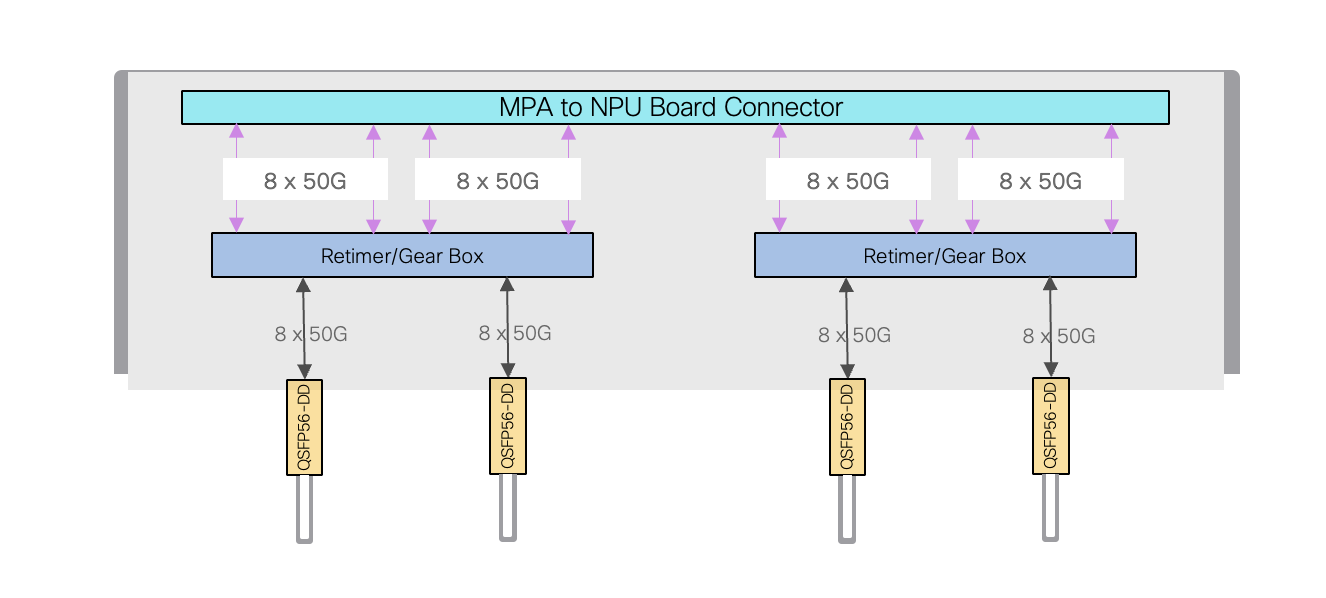 MPA to NPU Board Connector
8 x 50G
8 x 50G
8 x 50G
8 x 50G
Retimer/Gear Box
Retimer/Gear Box
8 x 50G
8 x 50G
8 x 50G
8 x 50G
QSFP56-DD
QSFP56-DD
QSFP56-DD
QSFP56-DD